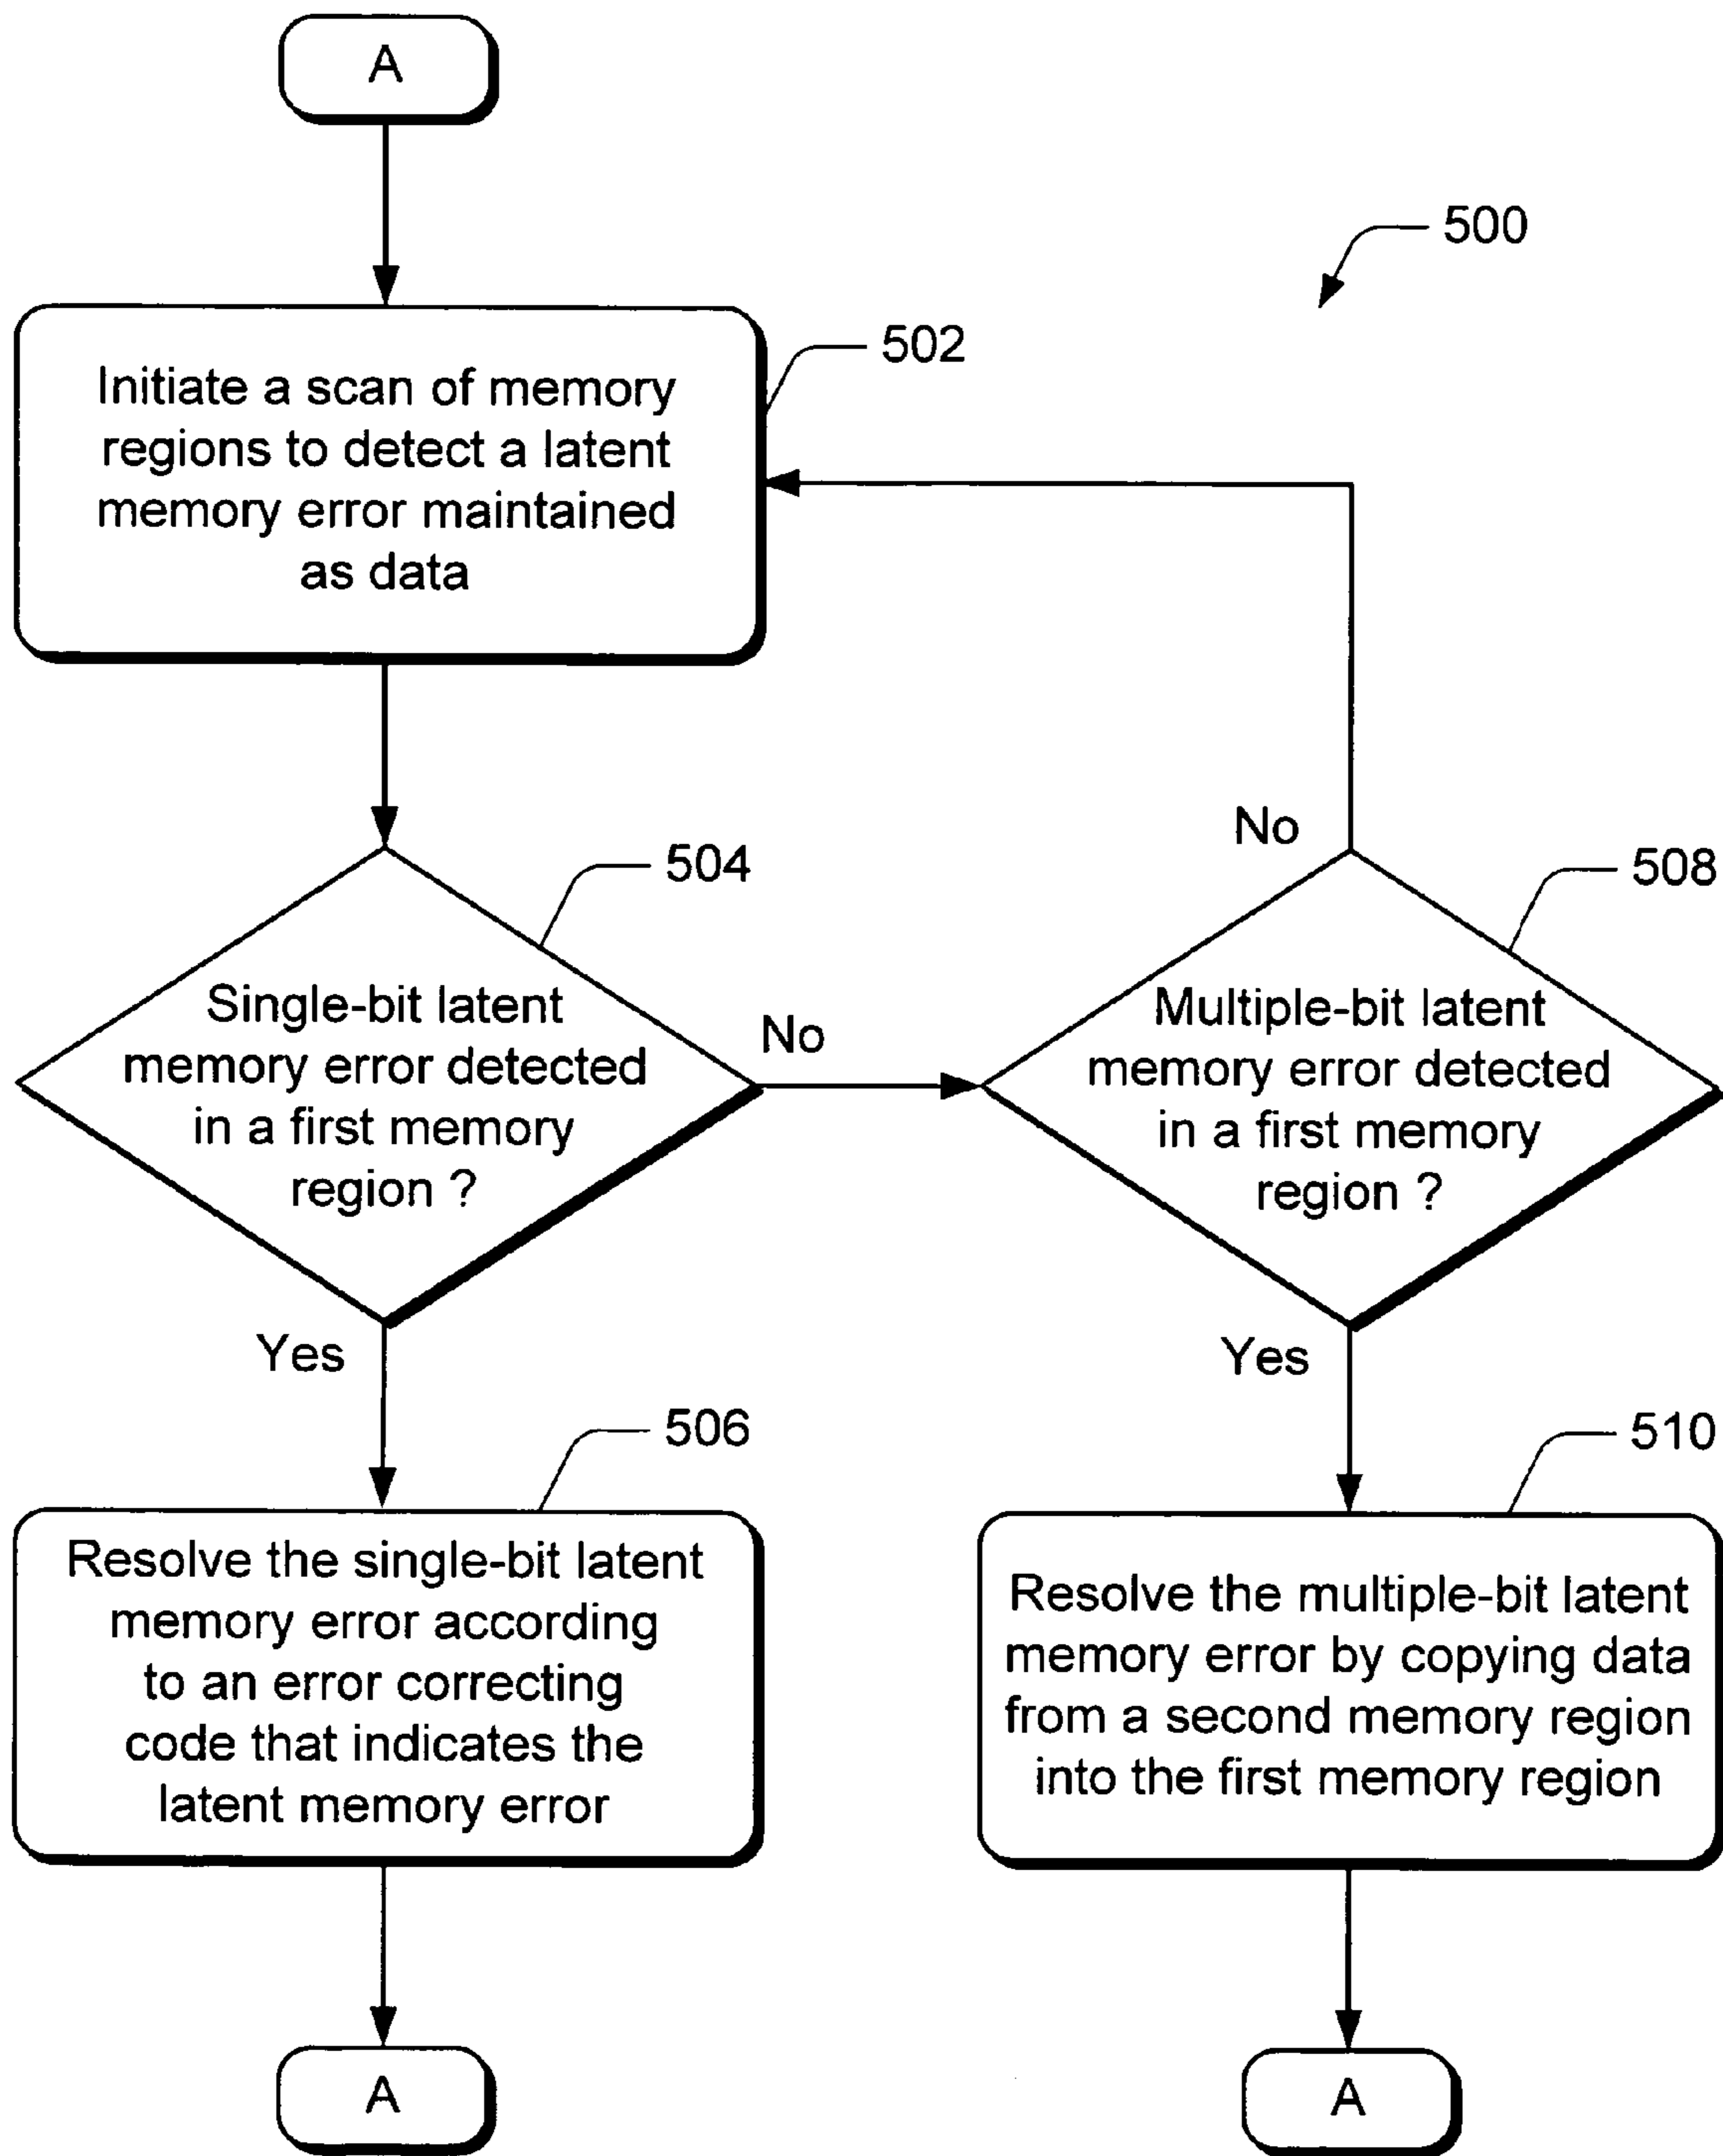 A
500
502
Initiate a scan of memory
regions to detect a latent
memory error maintained
as data
504
Single-bit latent
memory error detected
in a first memory
region ?
No
Yes
508
No
Multiple-bit latent
memory error detected
in a first memory
region ?
Yes
506
Resolve the single-bit latent
memory error according
to an error correcting
code that indicates the
latent memory error
510
Resolve the multiple-bit latent
memory error by copying data
from a second memory region
into the first memory region
A
A